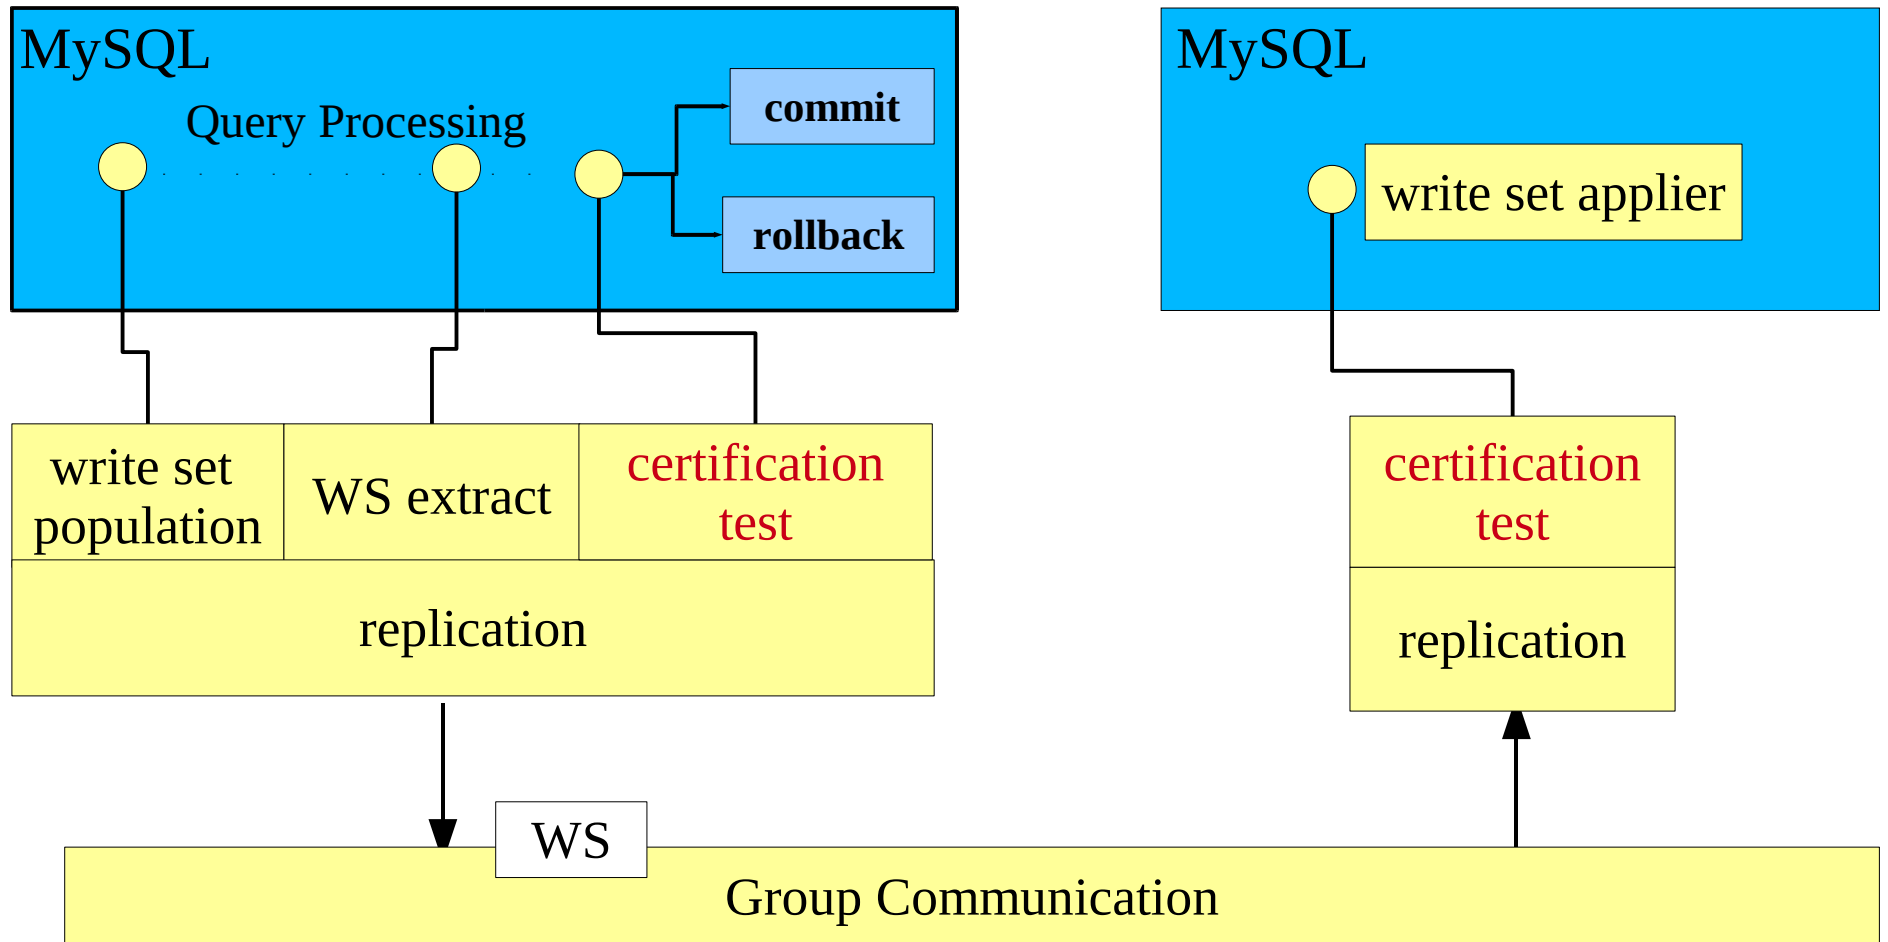 MySQL
Query Processing
commit
rollback
MySQL
write set applier
write set
population
WS extract
certification
test
replication
certification
test
replication
WS
Group Communication